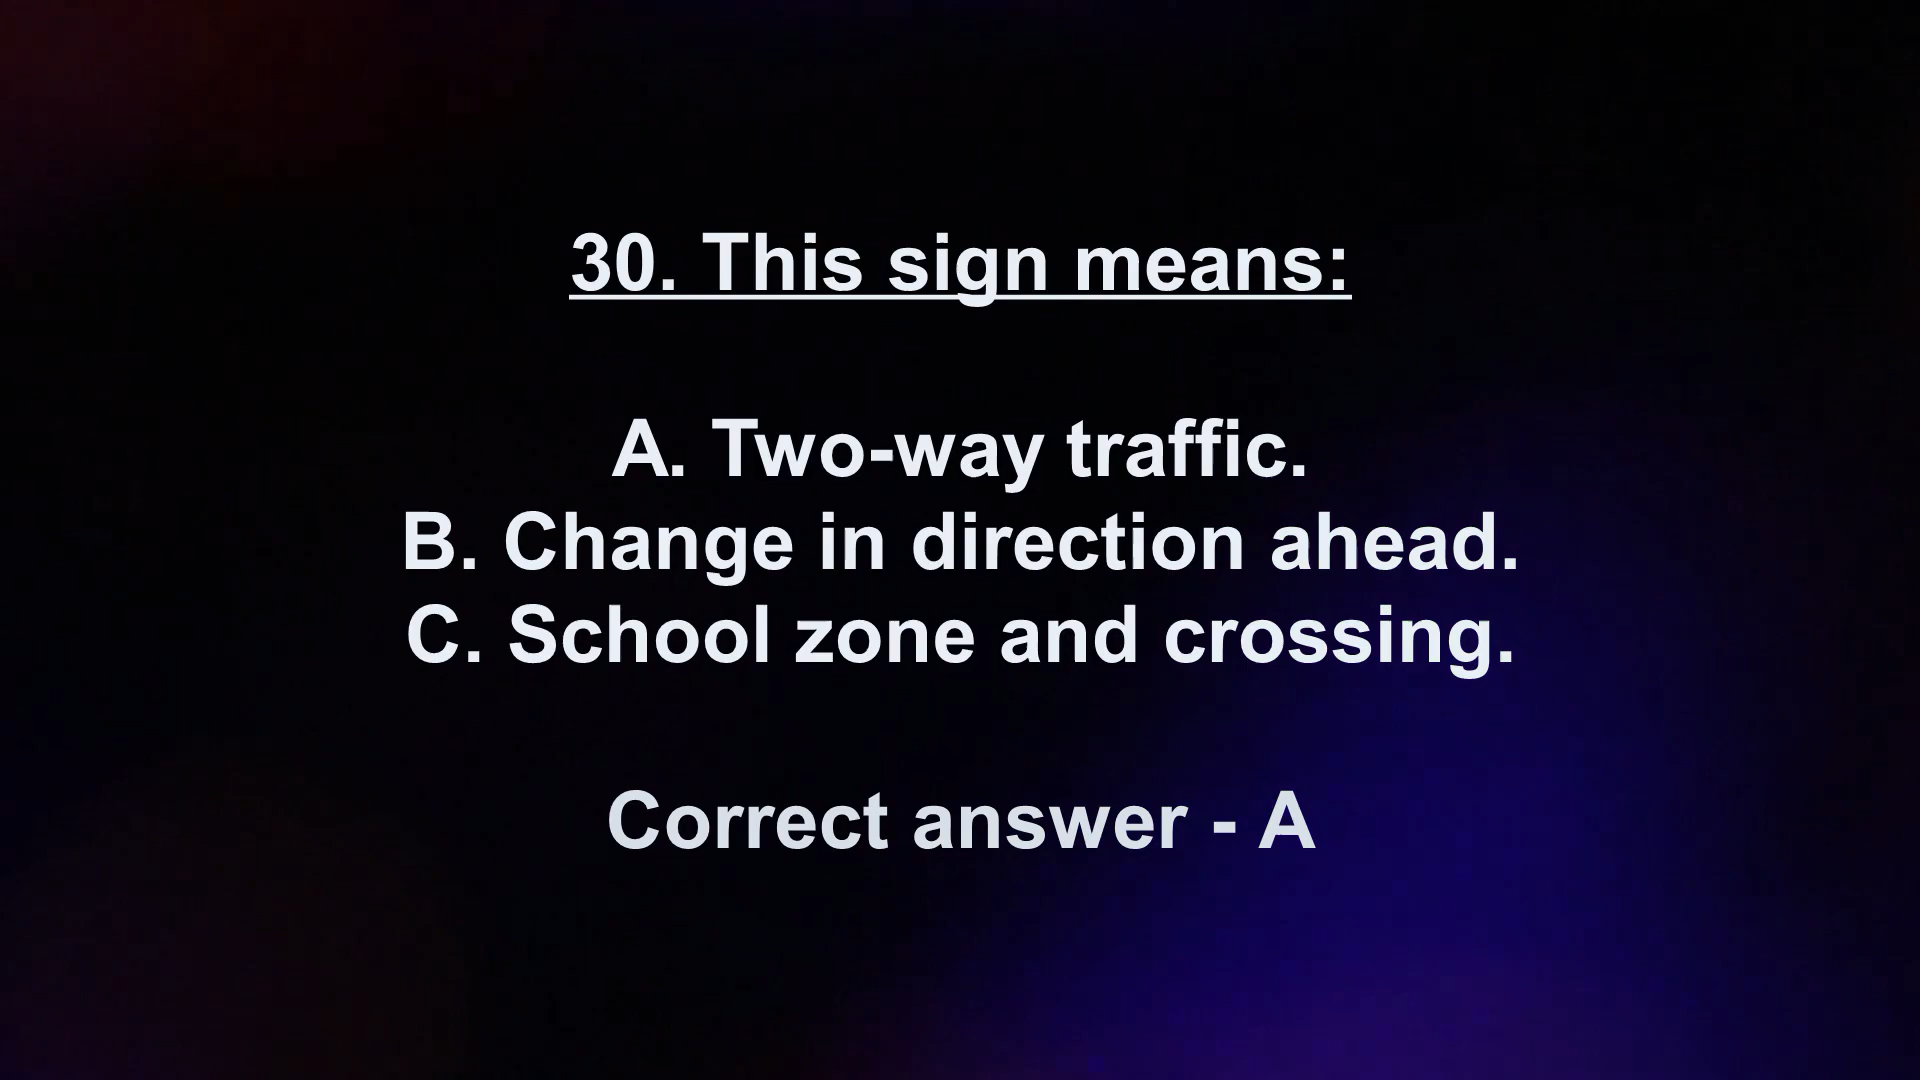 30. This sign means:
A. Two-way traffic.
B. Change in direction ahead.
C. School zone and crossing.
Correct answer - A